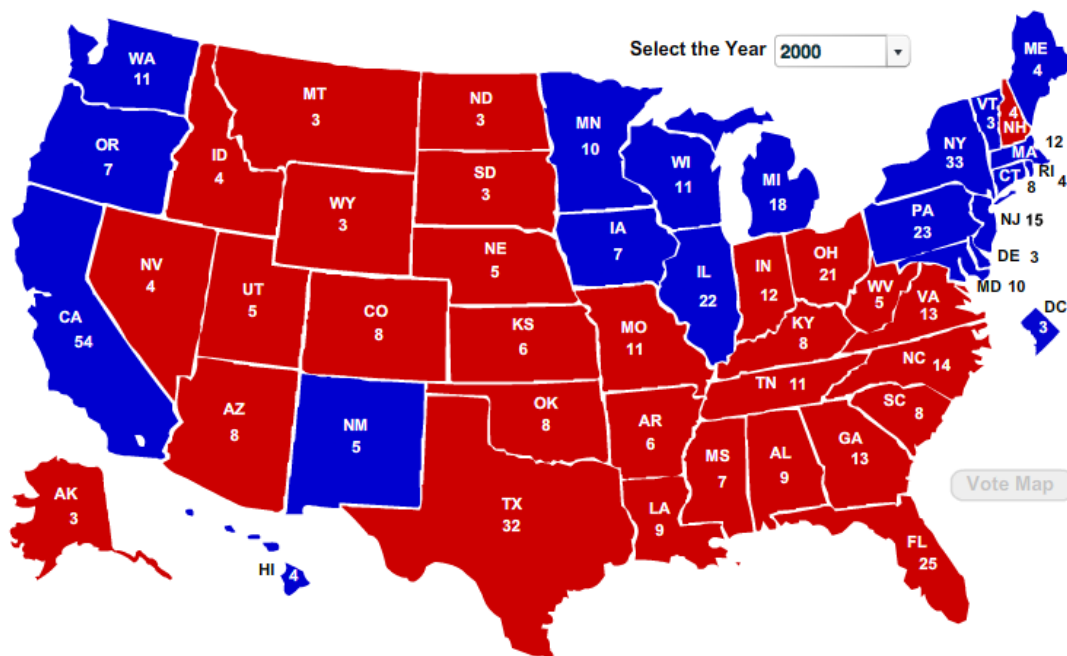 Select the Year 2000
WA
11
OR
7
CA
54
NV
4
ID
4
MT
3
WY
3
UT
5
AZ
8
CO
8
NM
5
ND
3
SD
3
NE
5
KS
6
OK
8
TX
32
MN
10
IA
7
MO
11
AR
6
LA
9
WI
11
IL
22
MI
18
IN
12
OH
21
KY
8
TN 11
MS
7
AL
9
GA
13
FL
25
SC 8
NC 14
VA
13
WV
5
PA
23
NY
33
VT
3
4
NH
ME
4
12
MA
RI 4
CT
8
NJ 15
DE 3
MD 10
DC
3
AK
3
HI 4
Vote Map